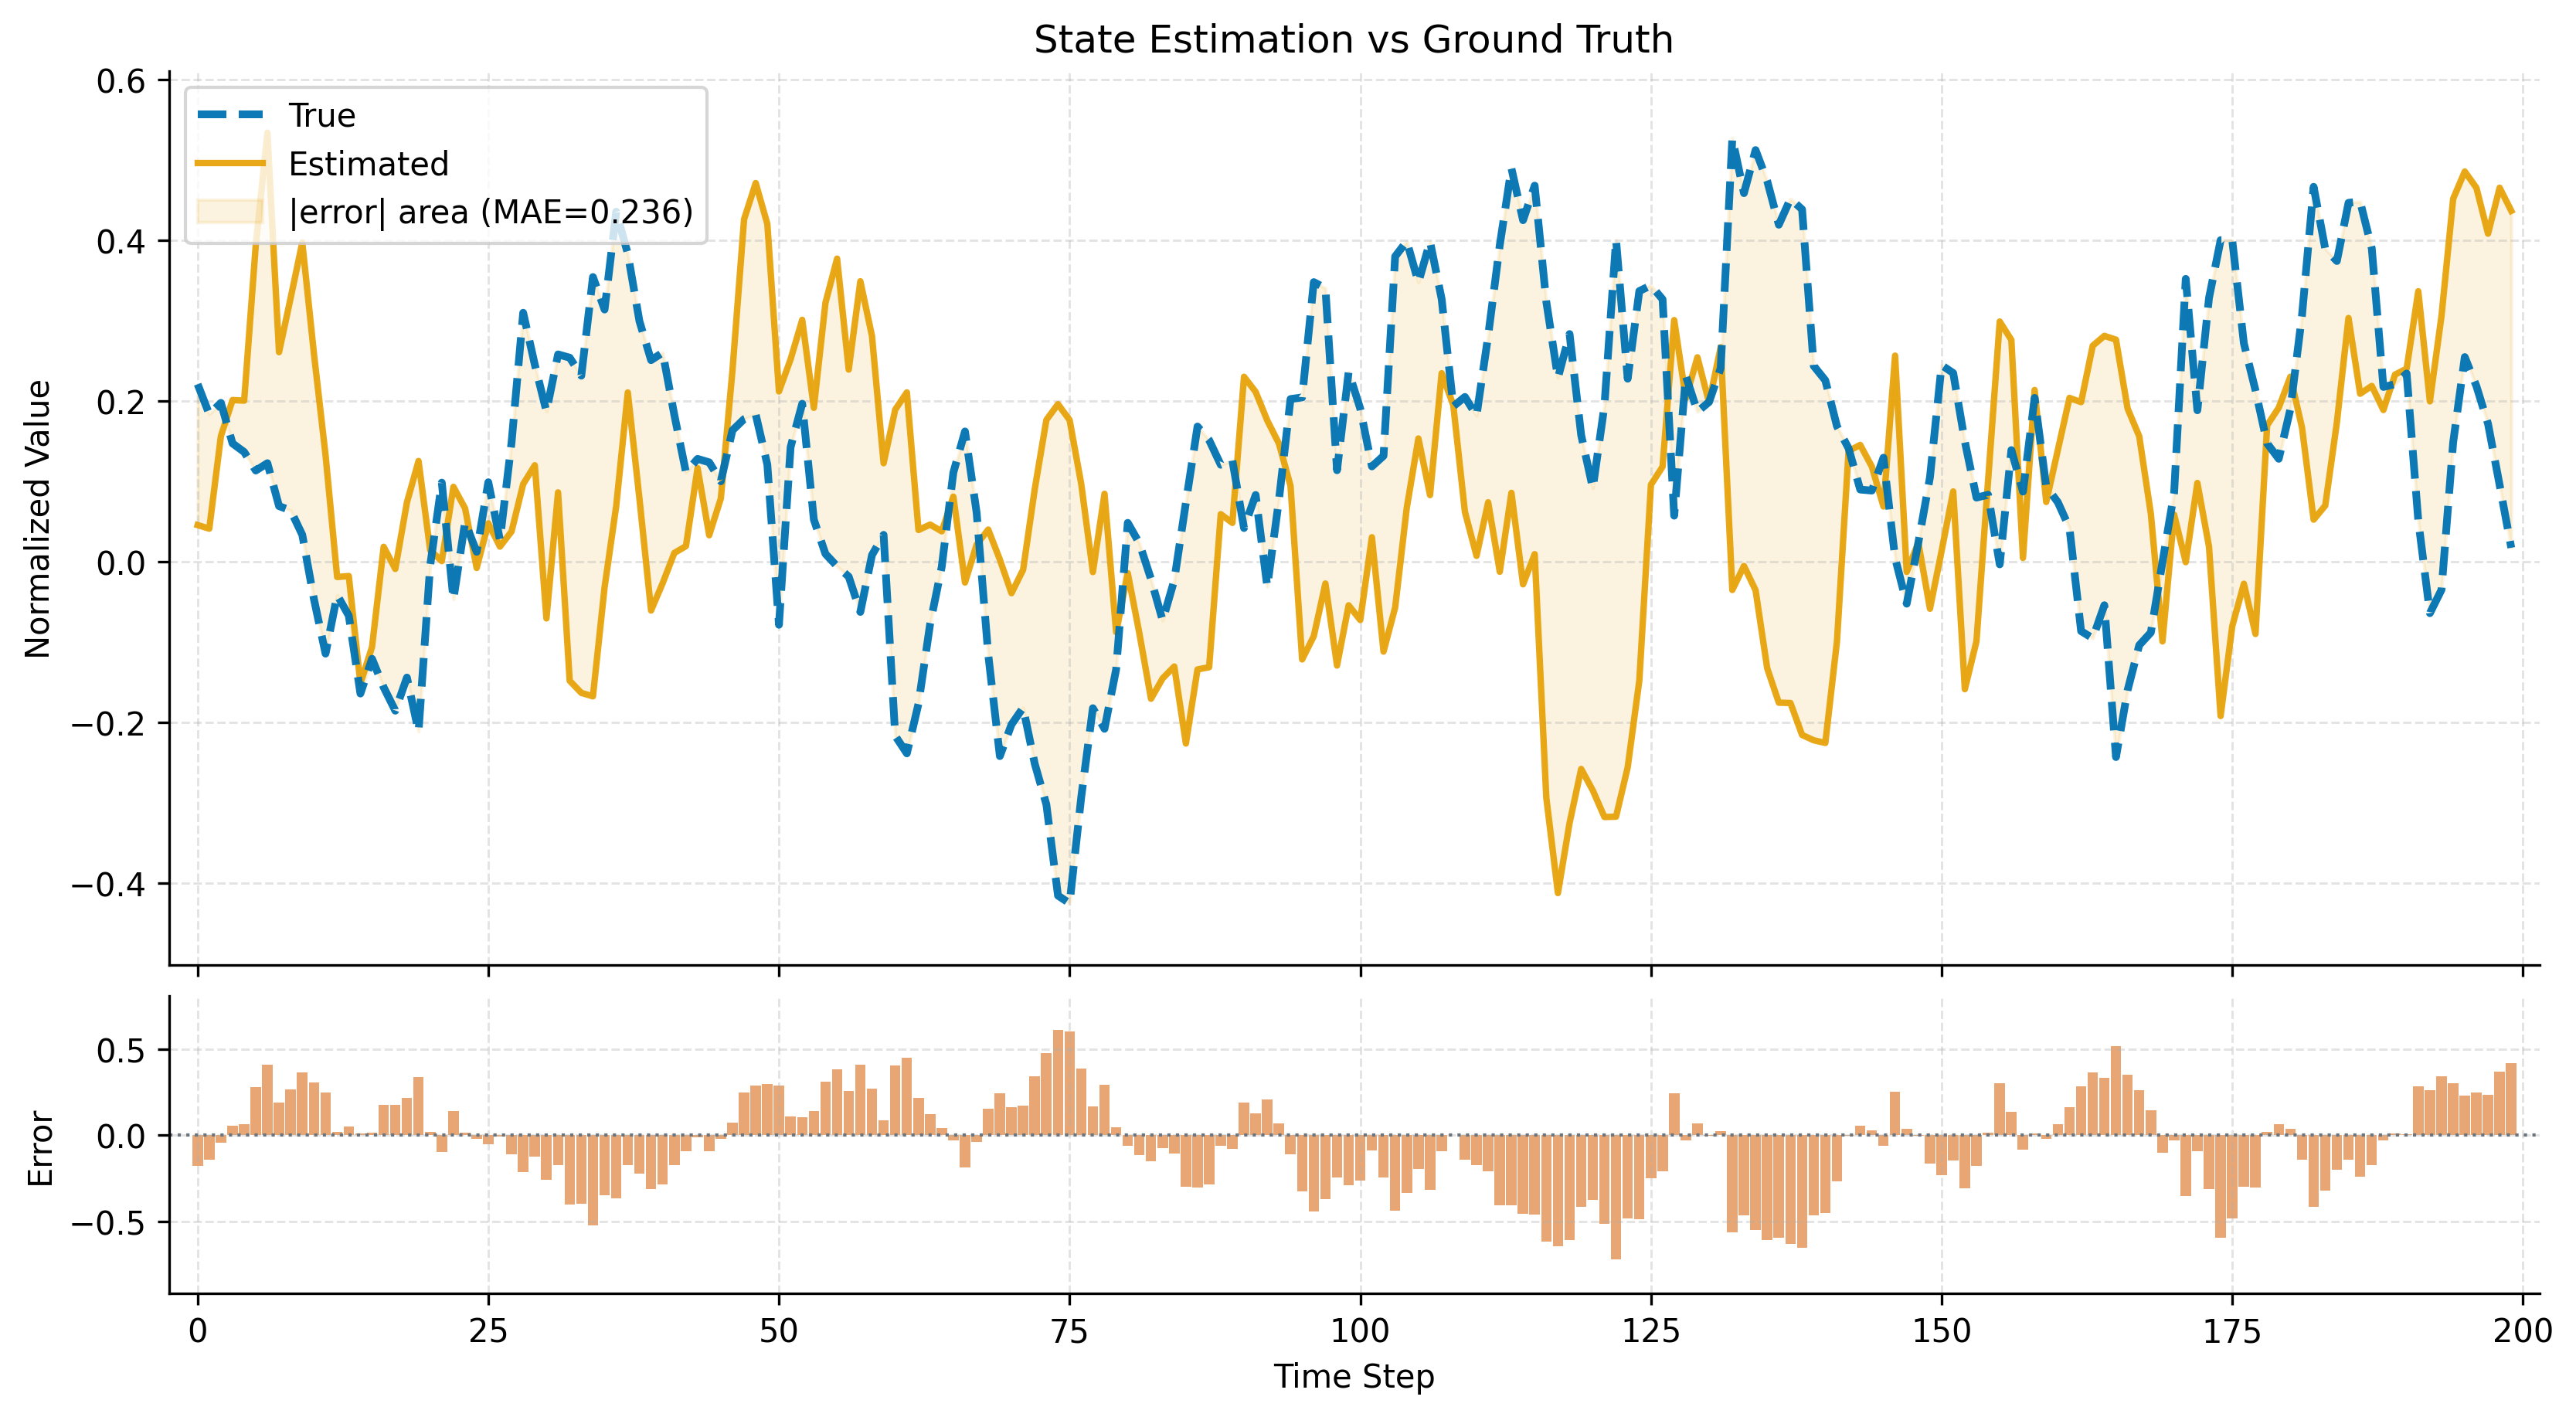 State Estimation vs Ground Truth
0.6
0.4
0.2
0.0
−0.2
−0.4
Normalized Value
True
Estimated
|error| area (MAE=0.236)
0.5
0.0
−0.5
Error
0 25 50 75 100 125 150 175 200
Time Step